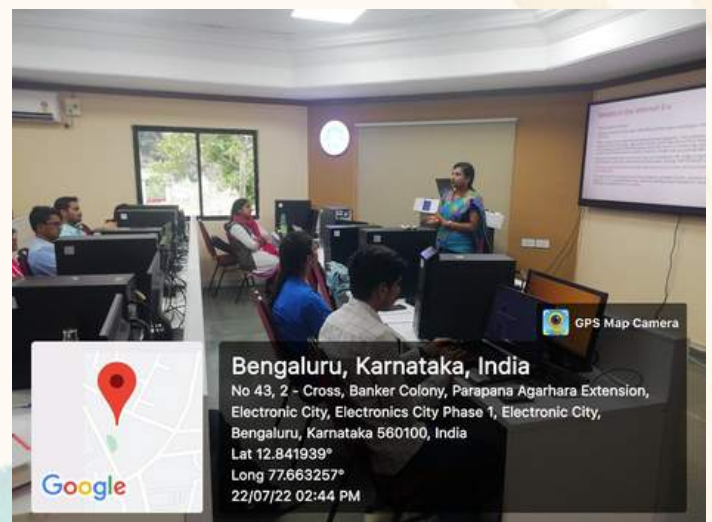 GPS Map Camera
Bengaluru, Karnataka, India
No 43, 2 - Cross, Banker Colony, Parapana Agarhara Extension,
Electronic City, Electronics City Phase 1, Electronic City,
Bengaluru, Karnataka 560100, India
Lat 12.841939°
Long 77.663257°
22/07/22 02:44 PM
Google